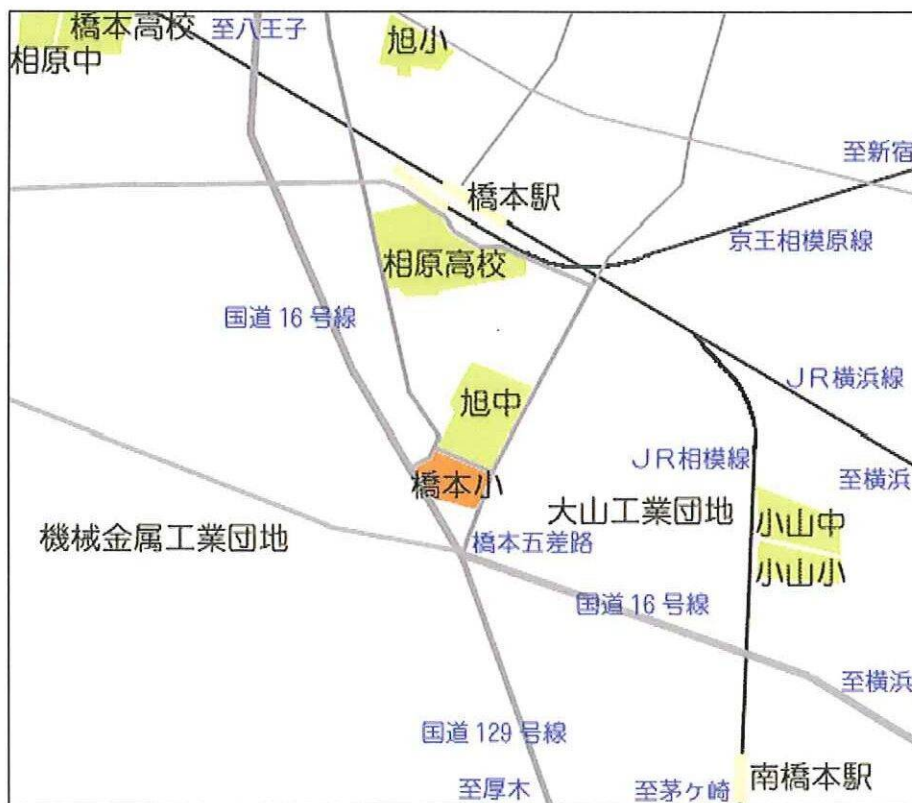 橋本高校
至八王子
旭小
相原中
至新宿
橋本駅
京王相模原線
相原高校
国道16号線
JR横浜線
旭中
JR相模線
至横浜
橋本小
大山工業団地
小山中
機械金属工業団地
橋本五差路
小山小
国道16号線
至横浜
国道129号線
南橋本駅
至厚木
至茅ヶ崎